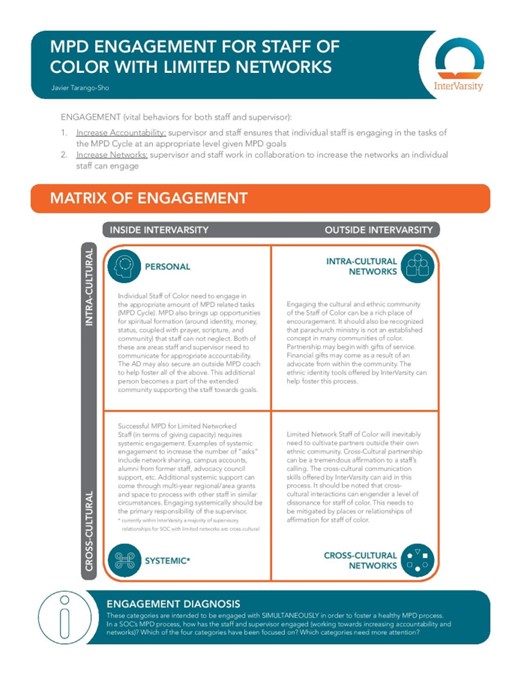 MPD ENGAGEMENT FOR STAFF OF
COLOR WITH LIMITED NETWORKS
Javier Tarango-Sho
InterVarsity
ENGAGEMENT (vital behaviors for both staff and supervisor):
1. Increase Accountability: supervisor and staff ensures that individual staff is engaging in the tasks of
the MPD Cycle at an appropriate level given MPD goals
2. Increase Networks: supervisor and staff work in collaboration to increase the networks an individual
staff can engage
MATRIX OF ENGAGEMENT
INSIDE INTERVARSITY
OUTSIDE INTERVARSITY
INTRA-CULTURAL
PERSONAL
Individual Staff of Color need to engage in
the appropriate amount of MPD related tasks
(MPD Cycle). MPD also brings up opportunities
for spiritual formation (around identity, money,
status, coupled with prayer, scripture, and
community) that staff can not neglect. Both of
these are areas staff and supervisor need to
communicate for appropriate accountability.
The AD may also secure an outside MPD coach
to help foster all of the above. This additional
person becomes a part of the extended
community supporting the staff towards goals.
INTRA-CULTURAL
NETWORKS
Engaging the cultural and ethnic community
of the Staff of Color can be a rich place of
encouragement. It should also be recognized
that parachurch ministry is not an established
concept in many communities of color.
Partnership may begin with gifts of service.
Financial gifts may come as a result of an
advocate from within the community. The
ethnic identity tools offered by InterVarsity can
help foster this process.
CROSS-CULTURAL
Successful MPD for Limited Networked
Staff (in terms of giving capacity) requires
systemic engagement. Examples of systemic
engagement to increase the number of "asks"
include network sharing, campus accounts,
alumni from former staff, advocacy council
support, etc. Additional systemic support can
come through multi-year regional/area grants
and space to process with other staff in similar
circumstances. Engaging systemically should be
the primary responsibility of the supervisor.
* currently within InterVarsity a majority of supervisory
relationships for SOC with limited networks are cross-cultural
SYSTEMIC*
Limited Network Staff of Color will inevitably
need to cultivate partners outside their own
ethnic community. Cross-Cultural partnership
can be a tremendous affirmation to a staff's
calling. The cross-cultural communication
skills offered by InterVarsity can aid in this
process. It should be noted that cross-
cultural interactions can engender a level of
dissonance for staff of color. This needs to
be mitigated by places or relationships of
affirmation for staff of color.
CROSS-CULTURAL
NETWORKS
ENGAGEMENT DIAGNOSIS
These categories are intended to be engaged with SIMULTANEOUSLY in order to foster a healthy MPD process.
In a SOC's MPD process, how has the staff and supervisor engaged (working towards increasing accountability and
networks)? Which of the four categories have been focused on? Which categories need more attention?